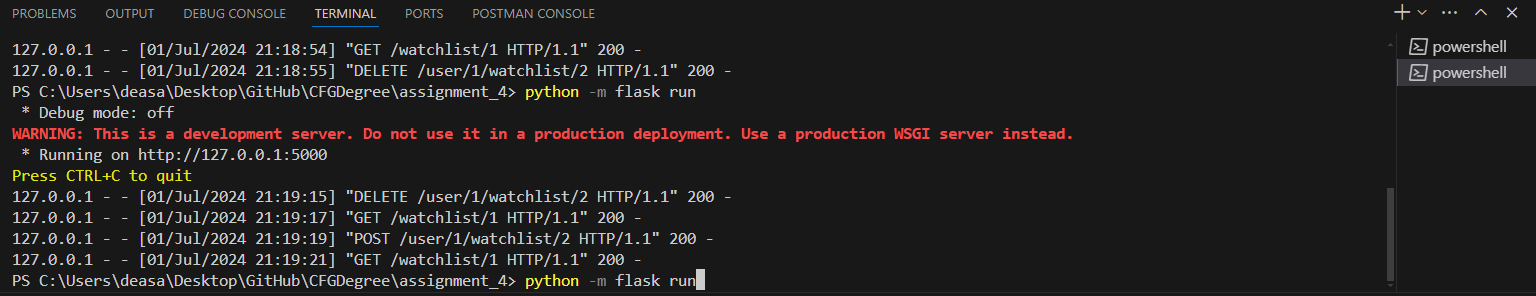 PROBLEMS OUTPUT DEBUG CONSOLE TERMINAL PORTS POSTMAN CONSOLE
127.0.0.1 - - [01/Jul/2024 21:18:54] "GET /watchlist/1 HTTP/1.1" 200 -
powershell
127.0.0.1 - - [01/Jul/2024 21:18:55] "DELETE /user/1/watchlist/2 HTTP/1.1" 200 -
powershell
PS C:\Users\deasa\Desktop\GitHub\CFGDegree\assignment_4> python -m flask run
 * Debug mode: off
WARNING: This is a development server. Do not use it in a production deployment. Use a production WSGI server instead.
 * Running on http://127.0.0.1:5000
Press CTRL+C to quit
127.0.0.1 - - [01/Jul/2024 21:19:15] "DELETE /user/1/watchlist/2 HTTP/1.1" 200 -
127.0.0.1 - - [01/Jul/2024 21:19:17] "GET /watchlist/1 HTTP/1.1" 200 -
127.0.0.1 - - [01/Jul/2024 21:19:19] "POST /user/1/watchlist/2 HTTP/1.1" 200 -
127.0.0.1 - - [01/Jul/2024 21:19:21] "GET /watchlist/1 HTTP/1.1" 200 -
PS C:\Users\deasa\Desktop\GitHub\CFGDegree\assignment_4> python -m flask run